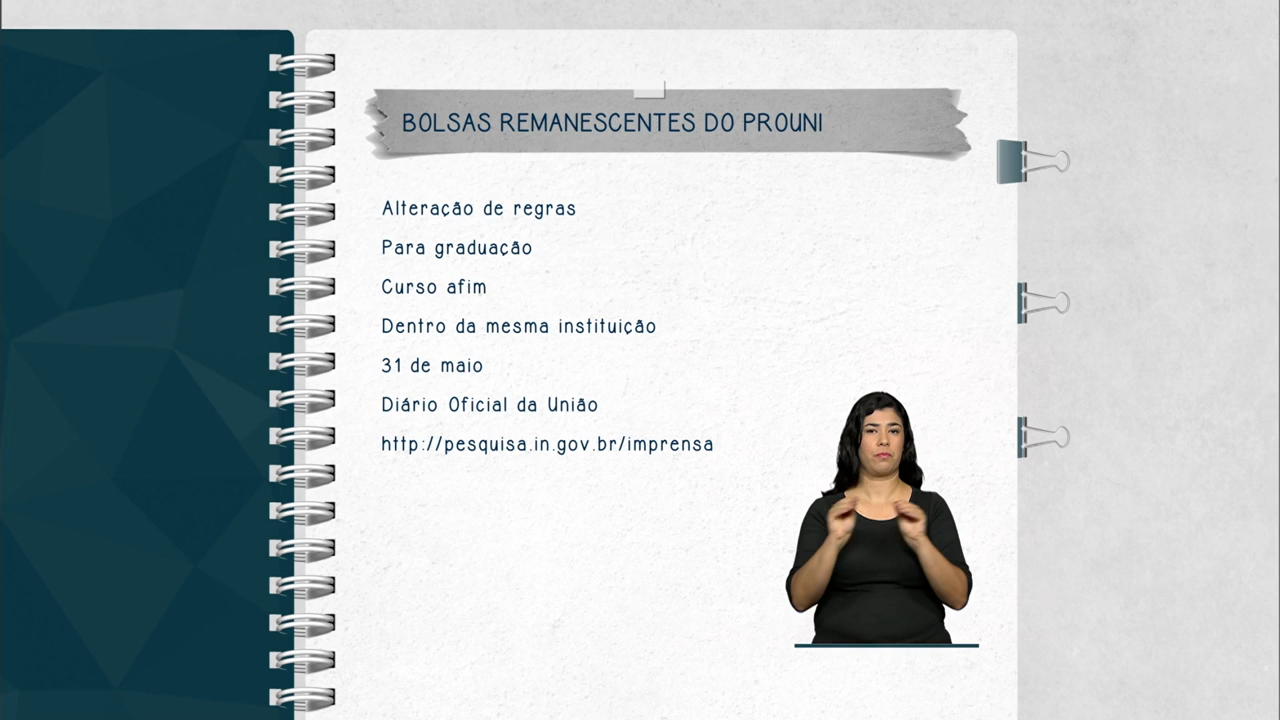 BOLSAS REMANESCENTES DO PROUNI
Alteração de regras
Para graduação
Curso afim
Dentro da mesma instituição
31 de maio
Diário Oficial da União
http://pesquisa.in.gov.br/imprensa